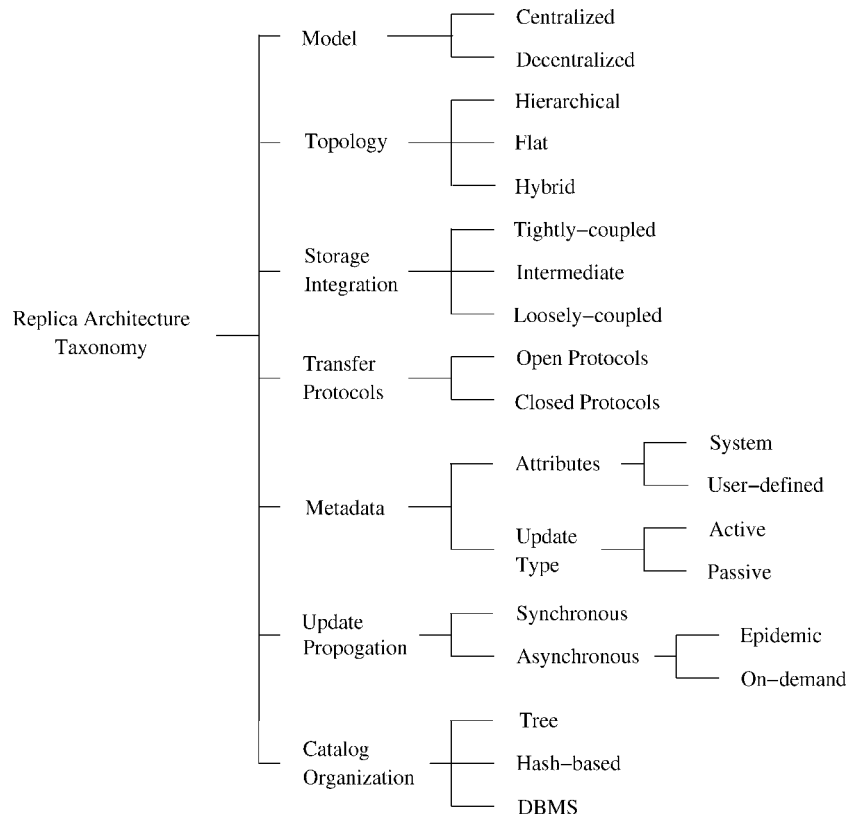 Replica Architecture
Taxonomy
Model
Centralized
Decentralized
Topology
Hierarchical
Flat
Hybrid
Storage
Integration
Tightly−coupled
Intermediate
Loosely−coupled
Transfer
Protocols
Open Protocols
Closed Protocols
Metadata
Attributes
System
User−defined
Update
Type
Active
Passive
Update
Propogation
Synchronous
Asynchronous
Epidemic
On−demand
Catalog
Organization
Tree
Hash−based
DBMS